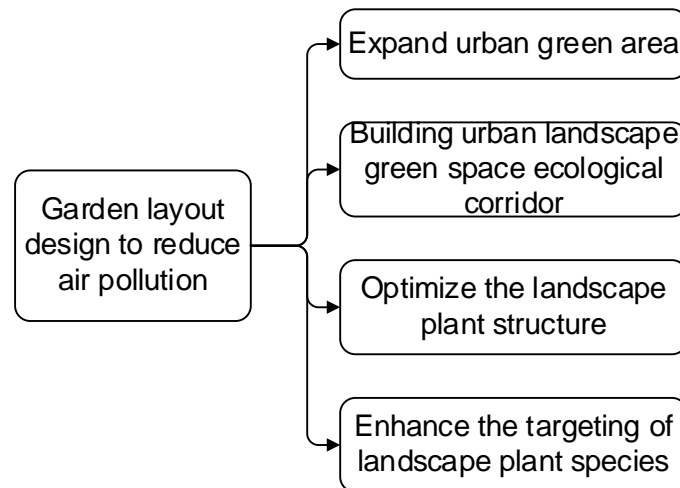 Expand urban green area
Building urban landscape
green space ecological
corridor
Garden layout
design to reduce
air pollution
Optimize the landscape
plant structure
Enhance the targeting of
landscape plant species